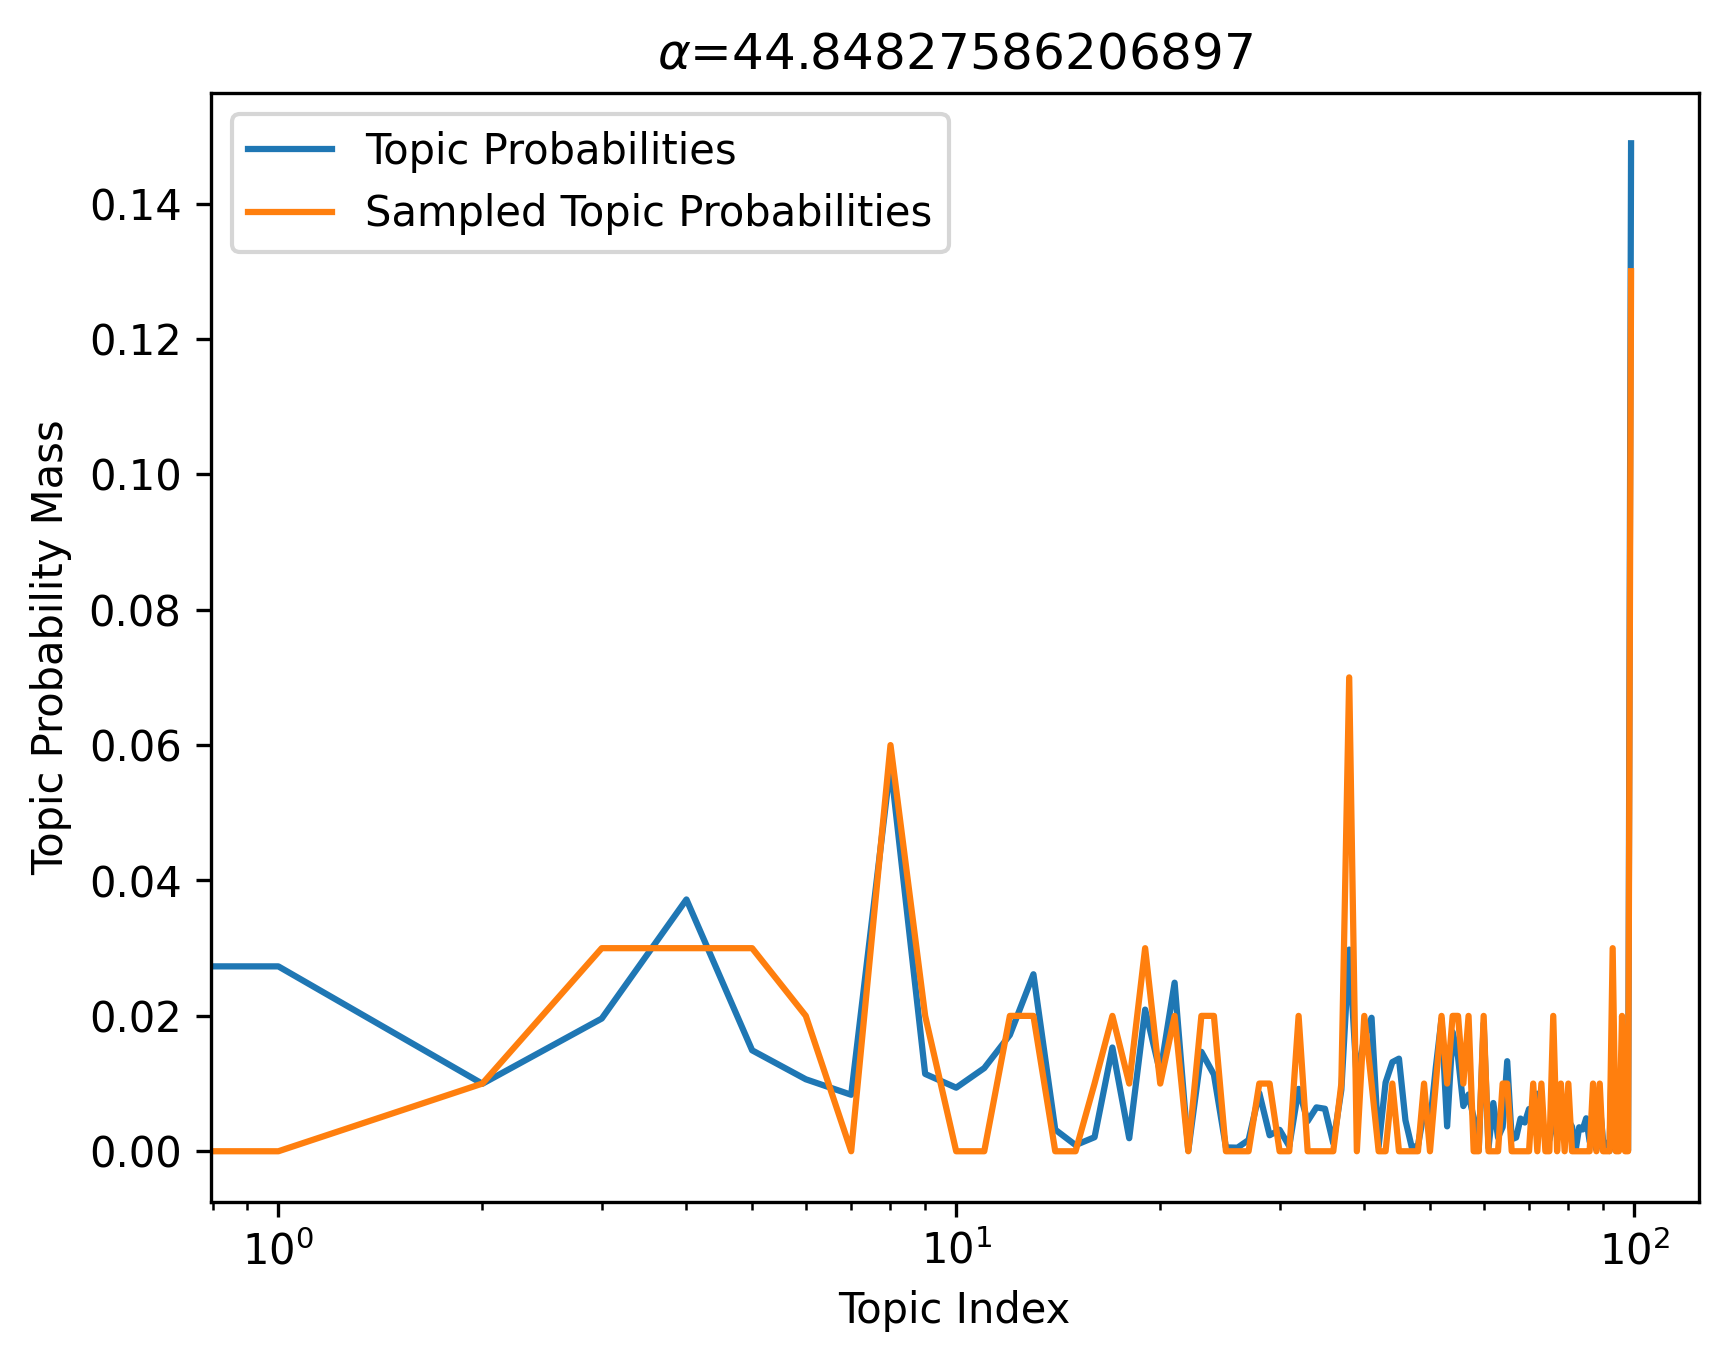 α=44.84827586206897
Topic Probabilities
Sampled Topic Probabilities
0.14
0.12
0.10
0.08
0.06
0.04
0.02
0.00
Topic Probability Mass
10⁰ 10¹ 10²
Topic Index